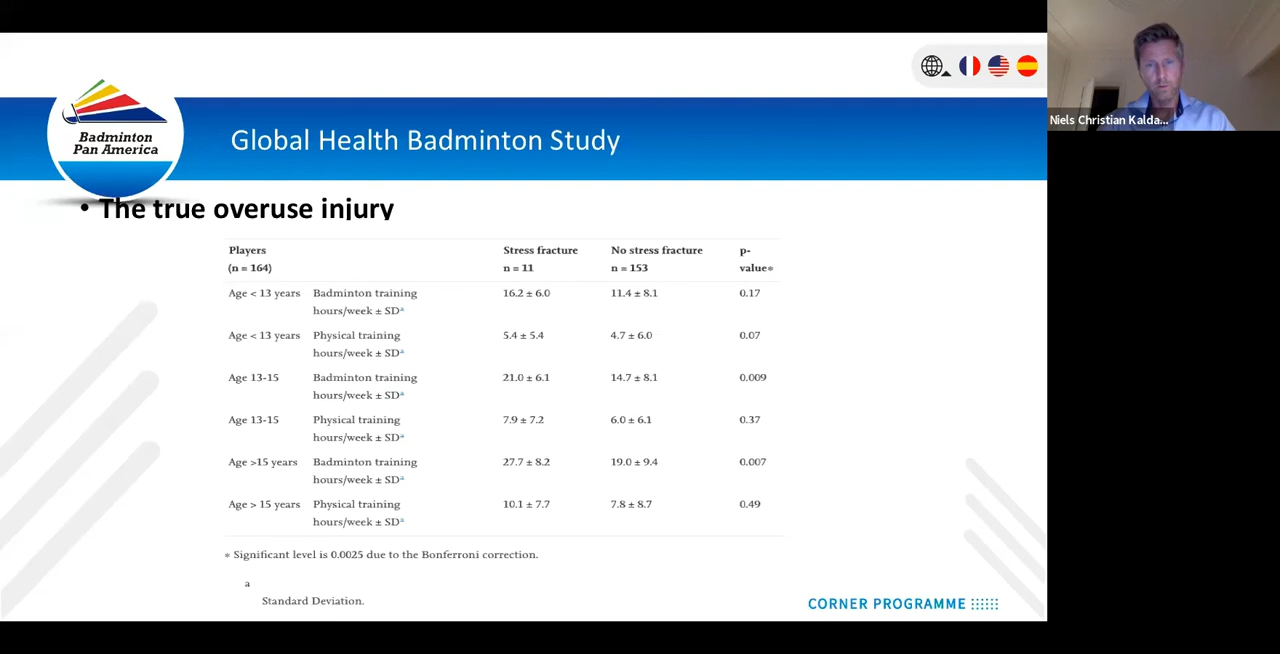 Badminton
Pan America
Global Health Badminton Study
Niels Christian Kalda...
• The true overuse injury
Players Stress fracture No stress fracture p-
(n = 164) n = 11 n = 153 value*
Age < 13 years Badminton training 16.2 ± 6.0 11.4 ± 8.1 0.17
hours/week ± SDa
Age < 13 years Physical training 5.4 ± 5.4 4.7 ± 6.0 0.07
hours/week ± SDa
Age 13-15 Badminton training 21.0 ± 6.1 14.7 ± 8.1 0.009
hours/week ± SDa
Age 13-15 Physical training 7.9 ± 7.2 6.0 ± 6.1 0.37
hours/week ± SDa
Age >15 years Badminton training 27.7 ± 8.2 19.0 ± 9.4 0.007
hours/week ± SDa
Age > 15 years Physical training 10.1 ± 7.7 7.8 ± 8.7 0.49
hours/week ± SDa
* Significant level is 0.0025 due to the Bonferroni correction.
a
Standard Deviation.
CORNER PROGRAMME